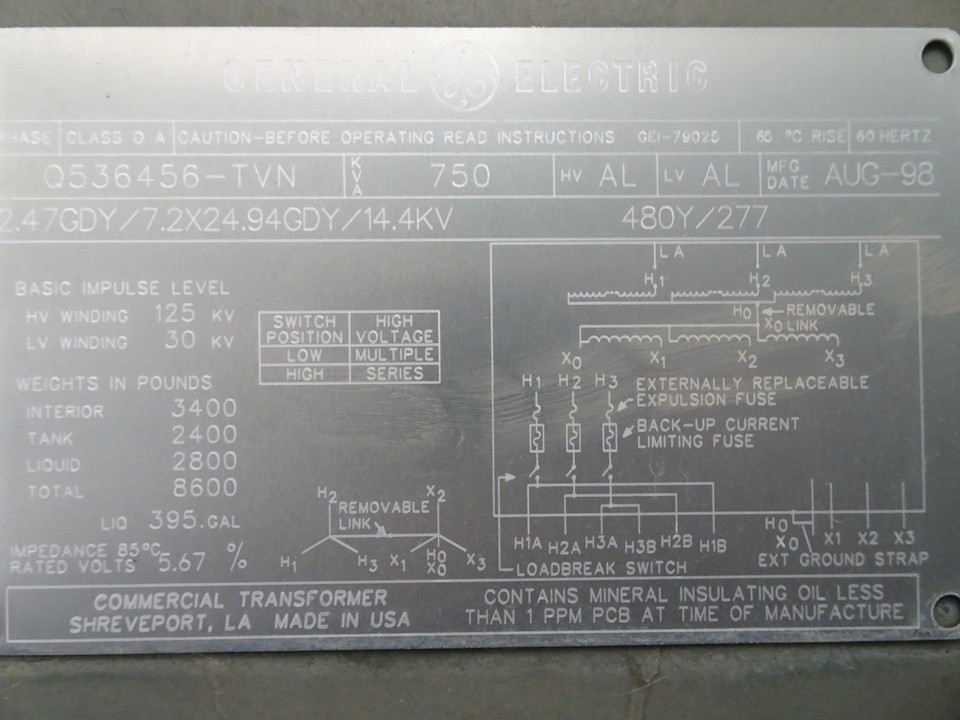 GENERAL GE ELECTRIC
PHASE CLASS O A CAUTION-BEFORE OPERATING READ INSTRUCTIONS GEI-79025 65 °C RISE 60 HERTZ
Q536456-TVN KVA 750 HV AL LV AL MFG DATE AUG-98
2.47GDY/7.2X24.94GDY/14.4KV 480Y/277
LA LA LA
H1 H2 H3
BASIC IMPULSE LEVEL
HV WINDING 125 KV
LV WINDING 30 KV
SWITCH POSITION HIGH VOLTAGE
LOW MULTIPLE
HIGH SERIES
H0 REMOVABLE
X0 LINK
X0 X1 X2 X3
WEIGHTS IN POUNDS
INTERIOR 3400
TANK 2400
LIQUID 2800
TOTAL 8600
LIQ 395.GAL
IMPEDANCE 85°C
RATED VOLTS 5.67 %
H1 H2 H3
EXTERNALLY REPLACEABLE
EXPULSION FUSE
BACK-UP CURRENT
LIMITING FUSE
H2 X2
REMOVABLE
LINK
H1 H3 X1 H0 X0 X3
H1A H2A H3A H3B H2B H1B
LOADBREAK SWITCH
H0 X0 X1 X2 X3
EXT GROUND STRAP
COMMERCIAL TRANSFORMER
SHREVEPORT, LA MADE IN USA
CONTAINS MINERAL INSULATING OIL LESS
THAN 1 PPM PCB AT TIME OF MANUFACTURE